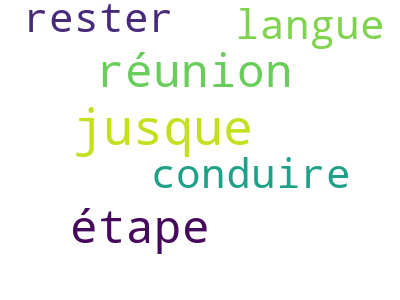 rester
langue
réunion
jusque
conduire
étape